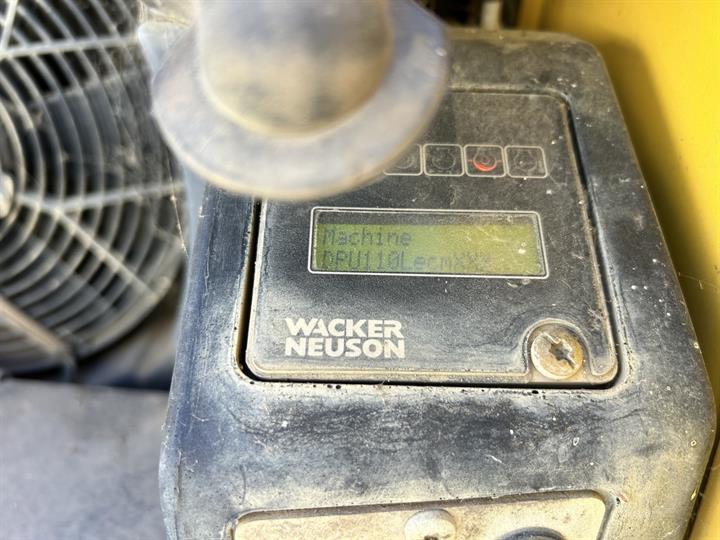 Machine
DPU110Lecm
WACKER
NEUSON